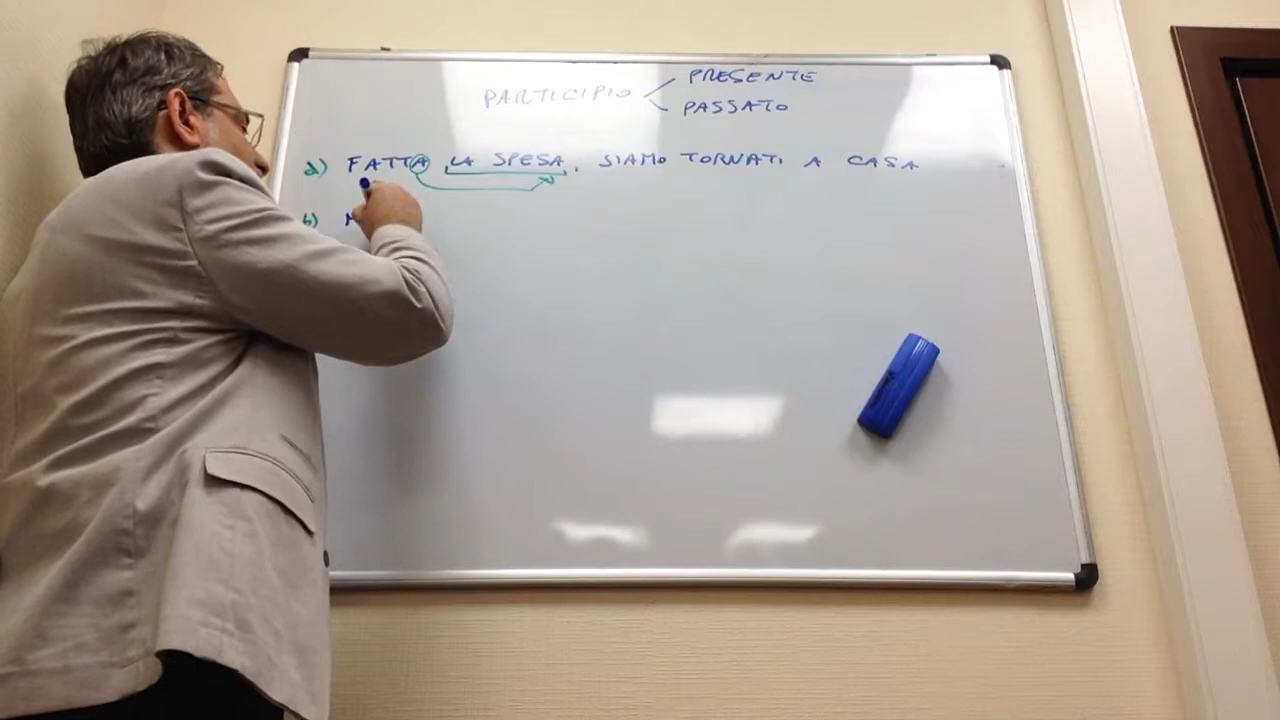 PARTICIPIO
PRESENTE
PASSATO
a) FATTA LA SPESA, SIAMO TORNATI A CASA
b)